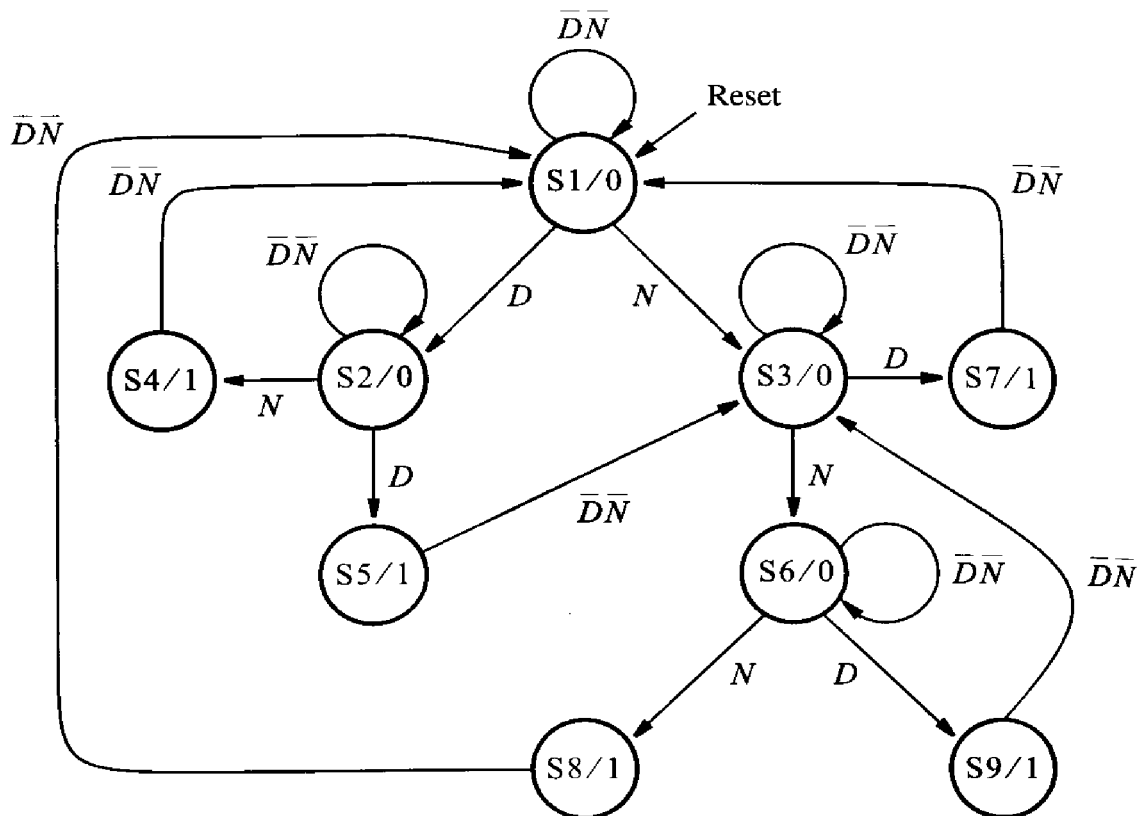 D̅N̅
Reset
D̅N̅
D̅N̅
D̅N̅
S1/0
D̅N̅
D̅N̅
D
N
S4/1
S2/0
S3/0
S7/1
N
D
D
N
D̅N̅
S5/1
S6/0
D̅N̅
D̅N̅
N
D
S8/1
S9/1